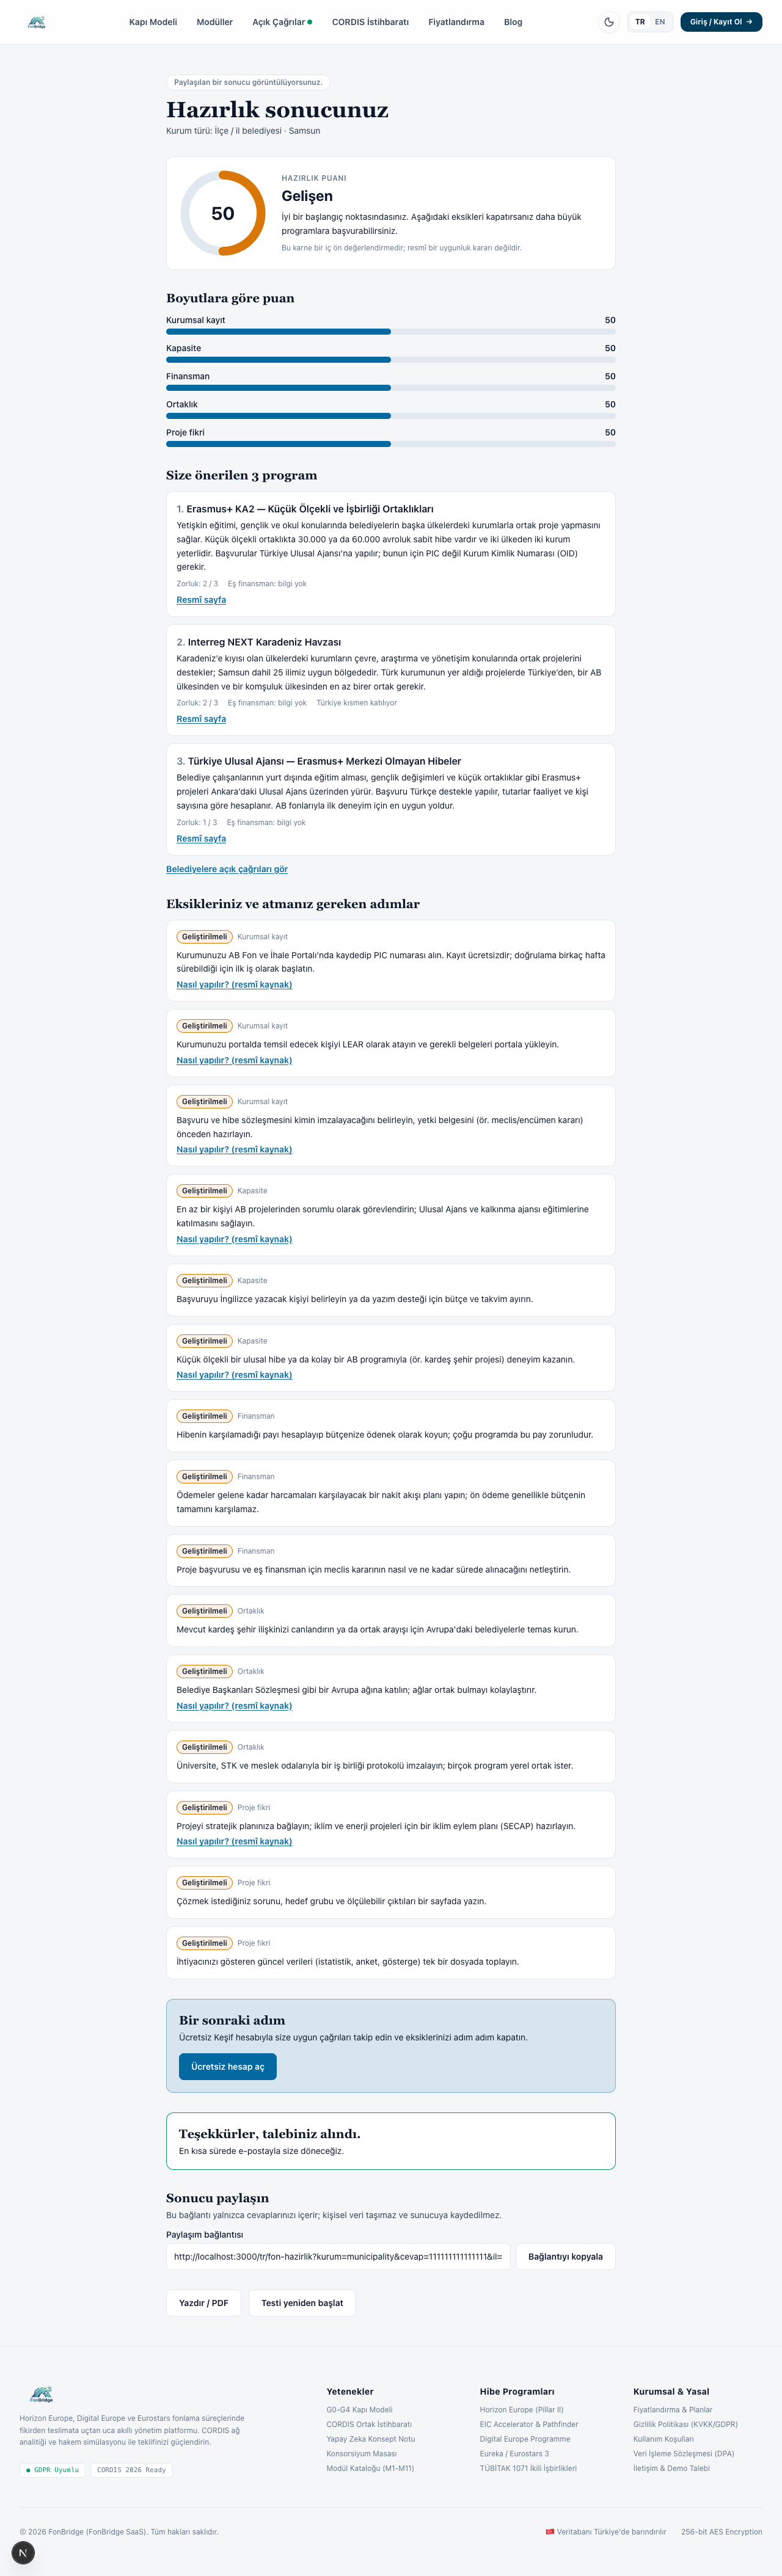 FonBridge
Kapı Modeli
Modüller
Açık Çağrılar
CORDIS İstihbaratı
Fiyatlandırma
Blog
TR
EN
Giriş / Kayıt Ol →
Paylaşılan bir sonucu görüntülüyorsunuz.
Hazırlık sonucunuz
Kurum türü: İlçe / il belediyesi · Samsun
50
HAZIRLIK PUANI
Gelişen
İyi bir başlangıç noktasındasınız. Aşağıdaki eksikleri kapatırsanız daha büyük
programlara başvurabilirsiniz.
Bu karne bir iç ön değerlendirmedir; resmî bir uygunluk kararı değildir.
Boyutlara göre puan
Kurumsal kayıt 50
Kapasite 50
Finansman 50
Ortaklık 50
Proje fikri 50
Size önerilen 3 program
1. Erasmus+ KA2 — Küçük Ölçekli ve İşbirliği Ortaklıkları
Yetişkin eğitimi, gençlik ve okul konularında belediyelerin başka ülkelerdeki kurumlarla ortak proje yapmasını
sağlar. Küçük ölçekli ortaklıkta 30.000 ya da 60.000 avroluk sabit hibe vardır ve iki ülkeden iki kurum
yeterlidir. Başvurular Türkiye Ulusal Ajansı'na yapılır; bunun için PIC değil Kurum Kimlik Numarası (OID)
gerekir.
Zorluk: 2 / 3 Eş finansman: bilgi yok
Resmî sayfa
2. Interreg NEXT Karadeniz Havzası
Karadeniz'e kıyısı olan ülkelerdeki kurumların çevre, araştırma ve yönetişim konularında ortak projelerini
destekler; Samsun dahil 25 ilimiz uygun bölgededir. Türk kurumunun yer aldığı projelerde Türkiye'den, bir AB
ülkesinden ve bir komşuluk ülkesinden en az birer ortak gerekir.
Zorluk: 2 / 3 Eş finansman: bilgi yok Türkiye kısmen katılıyor
Resmî sayfa
3. Türkiye Ulusal Ajansı — Erasmus+ Merkezi Olmayan Hibeler
Belediye çalışanlarının yurt dışında eğitim alması, gençlik değişimleri ve küçük ortaklıklar gibi Erasmus+
projeleri Ankara'daki Ulusal Ajans üzerinden yürür. Başvuru Türkçe destekle yapılır, tutarlar faaliyet ve kişi
sayısına göre hesaplanır. AB fonlarıyla ilk deneyim için en uygun yoldur.
Zorluk: 1 / 3 Eş finansman: bilgi yok
Resmî sayfa
Belediyelere açık çağrıları gör
Eksikleriniz ve atmanız gereken adımlar
Geliştirilmeli Kurumsal kayıt
Kurumunuzu AB Fon ve İhale Portalı'na kaydedip PIC numarası alın. Kayıt ücretsizdir; doğrulama birkaç hafta
sürebildiği için ilk iş olarak başlatın.
Nasıl yapılır? (resmî kaynak)
Geliştirilmeli Kurumsal kayıt
Kurumunuzu portalda temsil edecek kişiyi LEAR olarak atayın ve gerekli belgeleri portala yükleyin.
Nasıl yapılır? (resmî kaynak)
Geliştirilmeli Kurumsal kayıt
Başvuru ve hibe sözleşmesini kimin imzalayacağını belirleyin, yetki belgesini (ör. meclis/encümen kararı)
önceden hazırlayın.
Nasıl yapılır? (resmî kaynak)
Geliştirilmeli Kapasite
En az bir kişiyi AB projelerinden sorumlu olarak görevlendirin; Ulusal Ajans ve kalkınma ajansı eğitimlerine
katılmasını sağlayın.
Nasıl yapılır? (resmî kaynak)
Geliştirilmeli Kapasite
Başvuruyu İngilizce yazacak kişiyi belirleyin ya da yazım desteği için bütçe ve takvim ayırın.
Geliştirilmeli Kapasite
Küçük ölçekli bir ulusal hibe ya da kolay bir AB programıyla (ör. kardeş şehir projesi) deneyim kazanın.
Nasıl yapılır? (resmî kaynak)
Geliştirilmeli Finansman
Hibenin karşılamadığı payı hesaplayıp bütçenize ödenek olarak koyun; çoğu programda bu pay zorunludur.
Geliştirilmeli Finansman
Ödemeler gelene kadar harcamaları karşılayacak bir nakit akışı planı yapın; ön ödeme genellikle bütçenin
tamamını karşılamaz.
Geliştirilmeli Finansman
Proje başvurusu ve eş finansman için meclis kararının nasıl ve ne kadar sürede alınacağını netleştirin.
Geliştirilmeli Ortaklık
Mevcut kardeş şehir ilişkinizi canlandırın ya da ortak arayışı için Avrupa'daki belediyelerle temas kurun.
Geliştirilmeli Ortaklık
Belediye Başkanları Sözleşmesi gibi bir Avrupa ağına katılın; ağlar ortak bulmayı kolaylaştırır.
Nasıl yapılır? (resmî kaynak)
Geliştirilmeli Ortaklık
Üniversite, STK ve meslek odalarıyla bir iş birliği protokolü imzalayın; birçok program yerel ortak ister.
Geliştirilmeli Proje fikri
Projeyi stratejik planınıza bağlayın; iklim ve enerji projeleri için bir iklim eylem planı (SECAP) hazırlayın.
Nasıl yapılır? (resmî kaynak)
Geliştirilmeli Proje fikri
Çözmek istediğiniz sorunu, hedef grubu ve ölçülebilir çıktıları bir sayfada yazın.
Geliştirilmeli Proje fikri
İhtiyacınızı gösteren güncel verileri (istatistik, anket, gösterge) tek bir dosyada toplayın.
Bir sonraki adım
Ücretsiz Keşif hesabıyla size uygun çağrıları takip edin ve eksiklerinizi adım adım kapatın.
Ücretsiz hesap aç
Teşekkürler, talebiniz alındı.
En kısa sürede e-postayla size döneceğiz.
Sonucu paylaşın
Bu bağlantı yalnızca cevaplarınızı içerir; kişisel veri taşımaz ve sunucuya kaydedilmez.
Paylaşım bağlantısı
http://localhost:3000/tr/fon-hazirlik?kurum=municipality&cevap=111111111111111&il=
Bağlantıyı kopyala
Yazdır / PDF
Testi yeniden başlat
FonBridge
Horizon Europe, Digital Europe ve Eurostars fonlama süreçlerinde
fikirden teslimata uçtan uca akıllı yönetim platformu. CORDIS ağ
analitiği ve hakem simülasyonu ile teklifinizi güçlendirin.
● GDPR Uyumlu
CORDIS 2026 Ready
Yetenekler
G0-G4 Kapı Modeli
CORDIS Ortak İstihbaratı
Yapay Zeka Konsept Notu
Konsorsiyum Masası
Modül Kataloğu (M1-M11)
Hibe Programları
Horizon Europe (Pillar II)
EIC Accelerator & Pathfinder
Digital Europe Programme
Eureka / Eurostars 3
TÜBİTAK 1071 İkili İşbirlikleri
Kurumsal & Yasal
Fiyatlandırma & Planlar
Gizlilik Politikası (KVKK/GDPR)
Kullanım Koşulları
Veri İşleme Sözleşmesi (DPA)
İletişim & Demo Talebi
© 2026 FonBridge (FonBridge SaaS). Tüm hakları saklıdır.
Veritabanı Türkiye'de barındırılır
256-bit AES Encryption
N